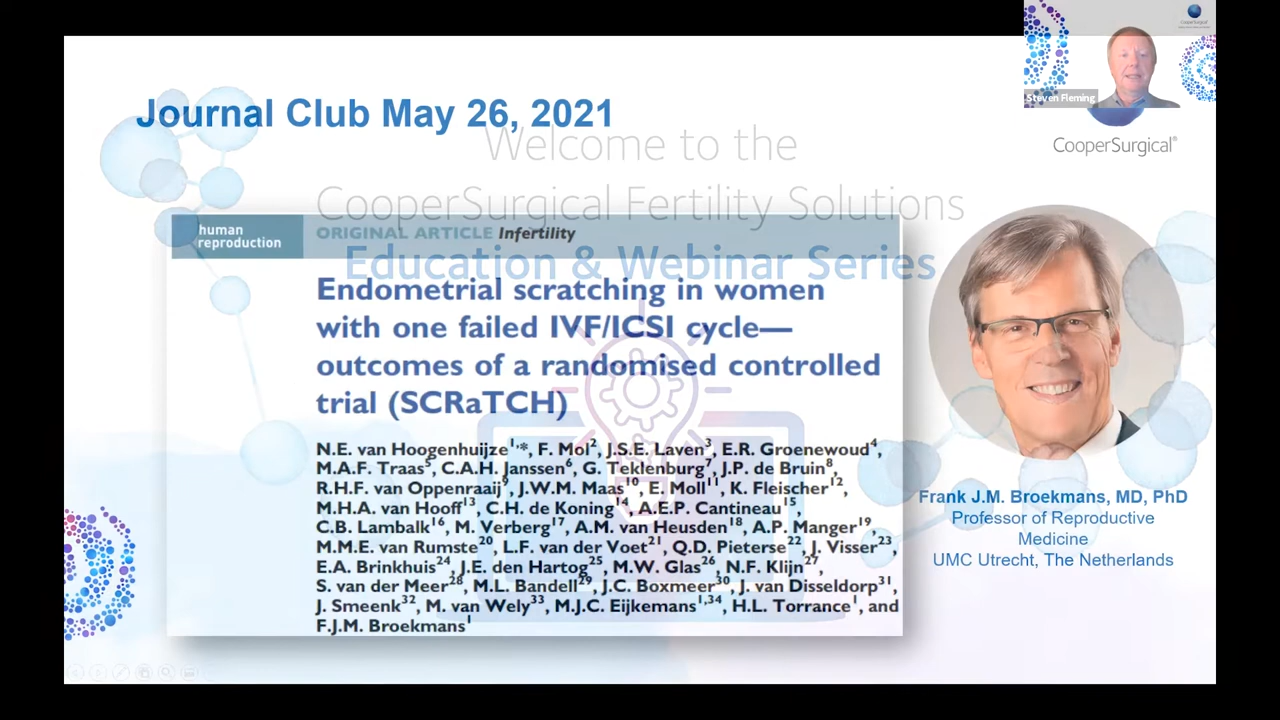 CooperSurgical
Steven Fleming
CooperSurgical®
Journal Club May 26, 2021
Welcome to the
CooperSurgical Fertility Solutions
Education & Webinar Series
human
reproduction
ORIGINAL ARTICLE Infertility
Endometrial scratching in women
with one failed IVF/ICSI cycle—
outcomes of a randomised controlled
trial (SCRaTCH)
N.E. van Hoogenhuijze1,*, F. Mol2, J.S.E. Laven3, E.R. Groenewoud4,
M.A.F. Traas5, C.A.H. Janssen6, G. Teklenburg7, J.P. de Bruin8,
R.H.F. van Oppenraaij9, J.W.M. Maas10, E. Moll11, K. Fleischer12,
M.H.A. van Hooff13, C.H. de Koning14, A.E.P. Cantineau15,
C.B. Lambalk16, M. Verberg17, A.M. van Heusden18, A.P. Manger19,
M.M.E. van Rumste20, L.F. van der Voet21, Q.D. Pieterse22, J. Visser23,
E.A. Brinkhuis24, J.E. den Hartog25, M.W. Glas26, N.F. Klijn27,
S. van der Meer28, M.L. Bandell29, J.C. Boxmeer30, J. van Disseldorp31,
J. Smeenk32, M. van Wely33, M.J.C. Eijkemans1,34, H.L. Torrance1, and
F.J.M. Broekmans1
Frank J.M. Broekmans, MD, PhD
Professor of Reproductive
Medicine
UMC Utrecht, The Netherlands